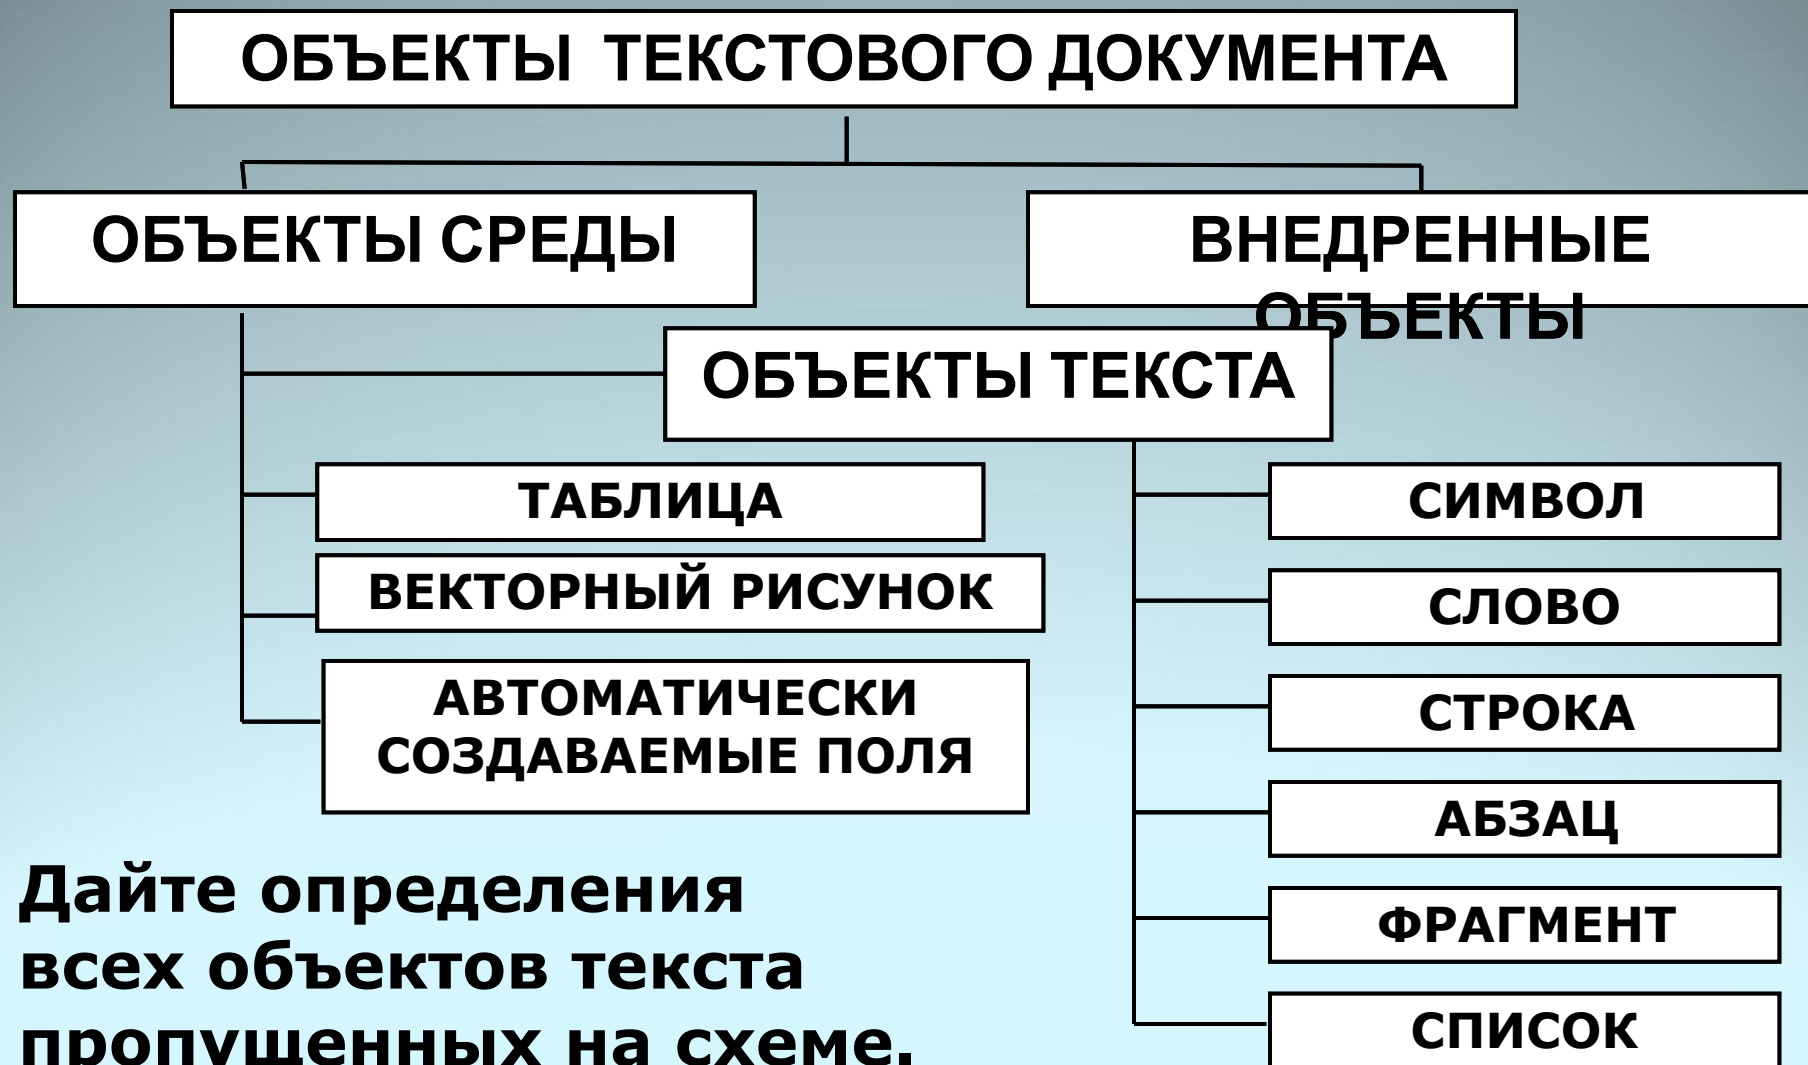 ОБЪЕКТЫ ТЕКСТОВОГО ДОКУМЕНТА
ОБЪЕКТЫ СРЕДЫ
ВНЕДРЕННЫЕ
ОБЪЕКТЫ
ОБЪЕКТЫ ТЕКСТА
ТАБЛИЦА
ВЕКТОРНЫЙ РИСУНОК
АВТОМАТИЧЕСКИ
СОЗДАВАЕМЫЕ ПОЛЯ
СИМВОЛ
СЛОВО
СТРОКА
АБЗАЦ
ФРАГМЕНТ
СПИСОК
Дайте определения
всех объектов текста
пропущенных на схеме.